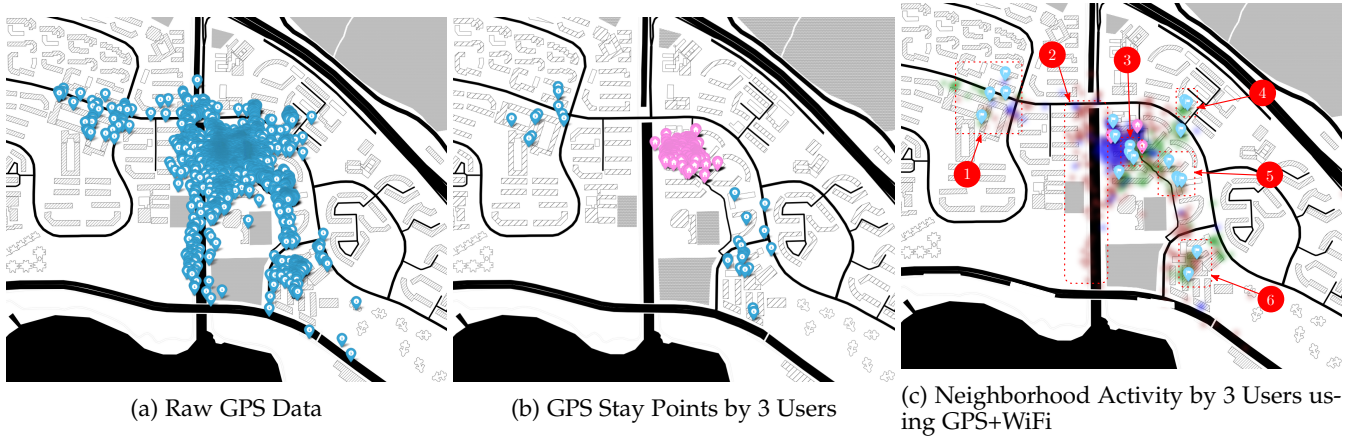 1
2
3
4
5
6
(a) Raw GPS Data
(b) GPS Stay Points by 3 Users
(c) Neighborhood Activity by 3 Users us-
ing GPS+WiFi